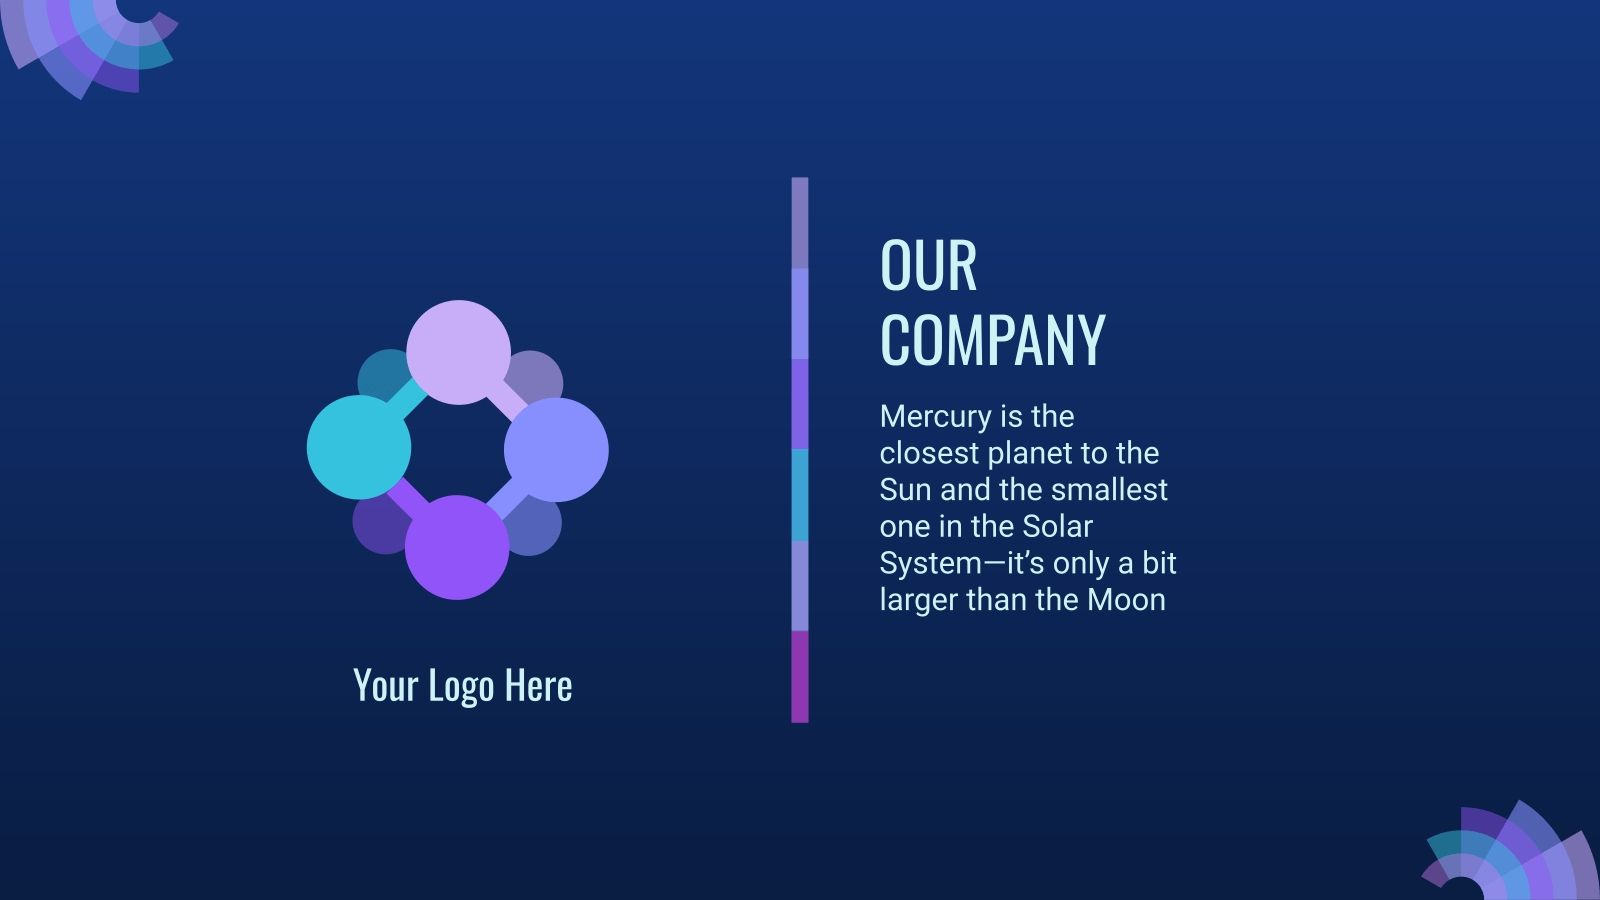 OUR
COMPANY
Mercury is the
closest planet to the
Sun and the smallest
one in the Solar
System—it’s only a bit
larger than the Moon
Your Logo Here